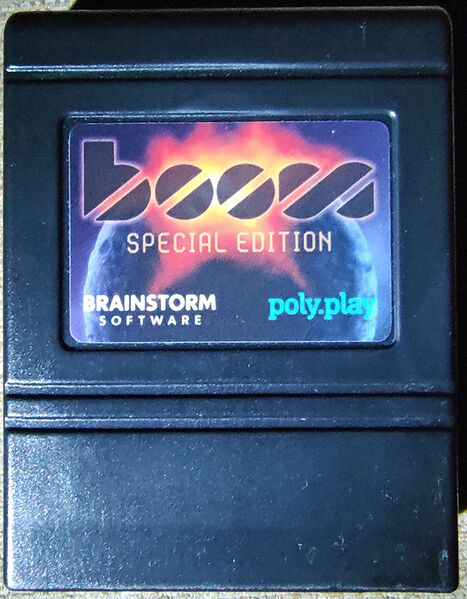 boom
SPECIAL EDITION
BRAINSTORM
SOFTWARE
poly.play